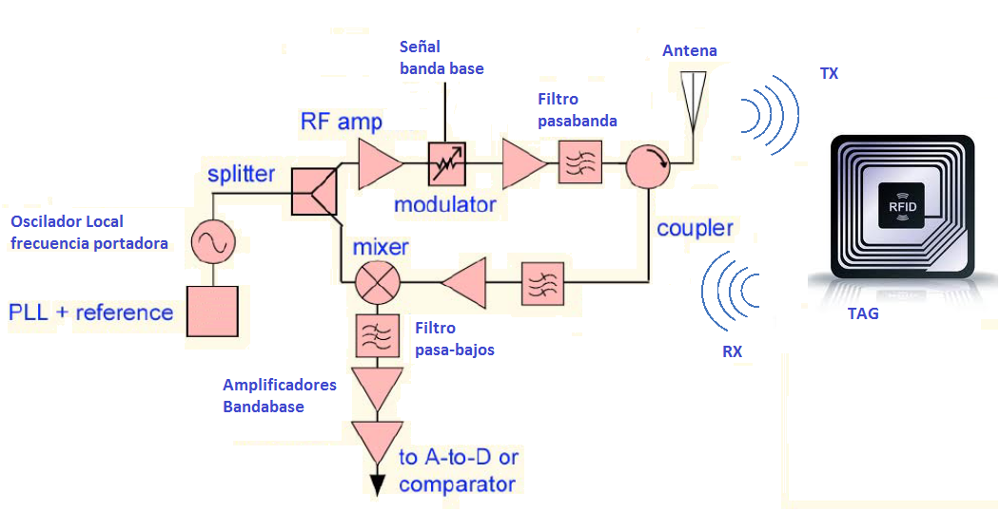 Señal
banda base
Antena
TX
Filtro
pasabanda
RF amp
splitter
modulator
RFID
Oscilador Local
frecuencia portadora
coupler
mixer
PLL + reference
TAG
Filtro
pasa-bajos
RX
Amplificadores
Bandabase
to A-to-D or
comparator